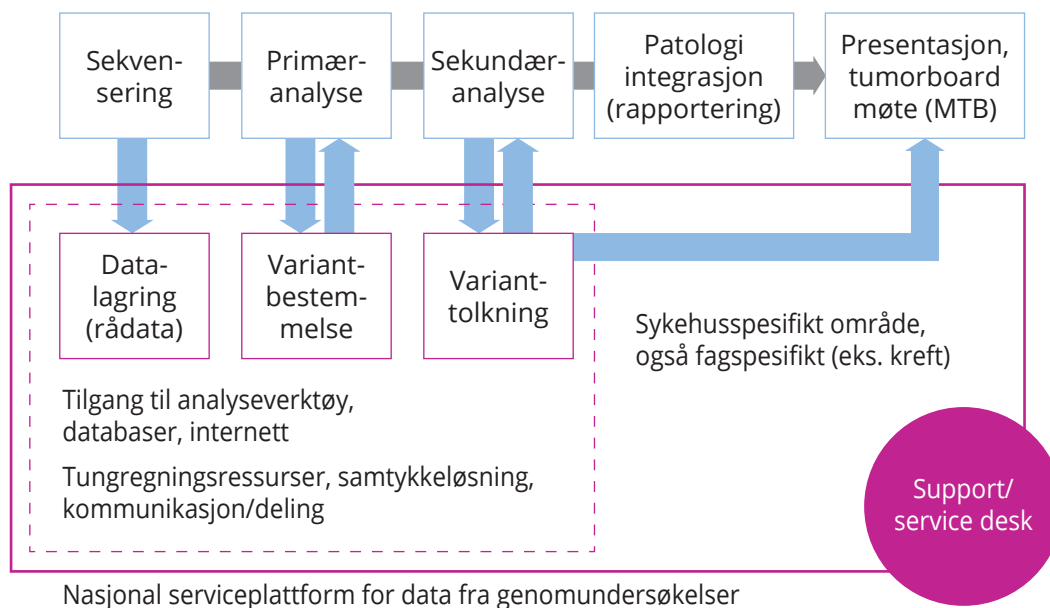 Sekven-
sering
Primær-
analyse
Sekundær-
analyse
Patologi
integrasjon
(rapportering)
Presentasjon,
tumorboard
møte (MTB)
Data-
lagring
(rådata)
Variant-
bestem-
melse
Variant-
tolkning
Sykehusspesifikt område,
også fagspesifikt (eks. kreft)
Tilgang til analyseverktøy,
databaser, internett
Tungregningsressurser, samtykkeløsning,
kommunikasjon/deling
Support/
service desk
Nasjonal serviceplattform for data fra genomundersøkelser